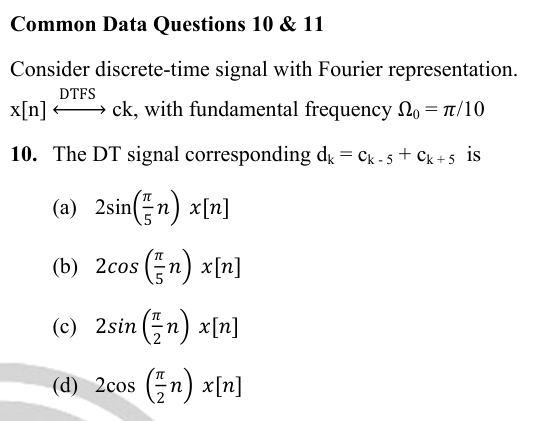 Common Data Questions 10 & 11
Consider discrete-time signal with Fourier representation.
x[n] \(\xleftrightarrow{\text{DTFS}}\) ck, with fundamental frequency Ω₀ = π/10
10. The DT signal corresponding dₖ = cₖ ₋ ₅ + cₖ ₊ ₅ is
(a) 2sin(π/5 n) x[n]
(b) 2cos (π/5 n) x[n]
(c) 2sin (π/2 n) x[n]
(d) 2cos (π/2 n) x[n]